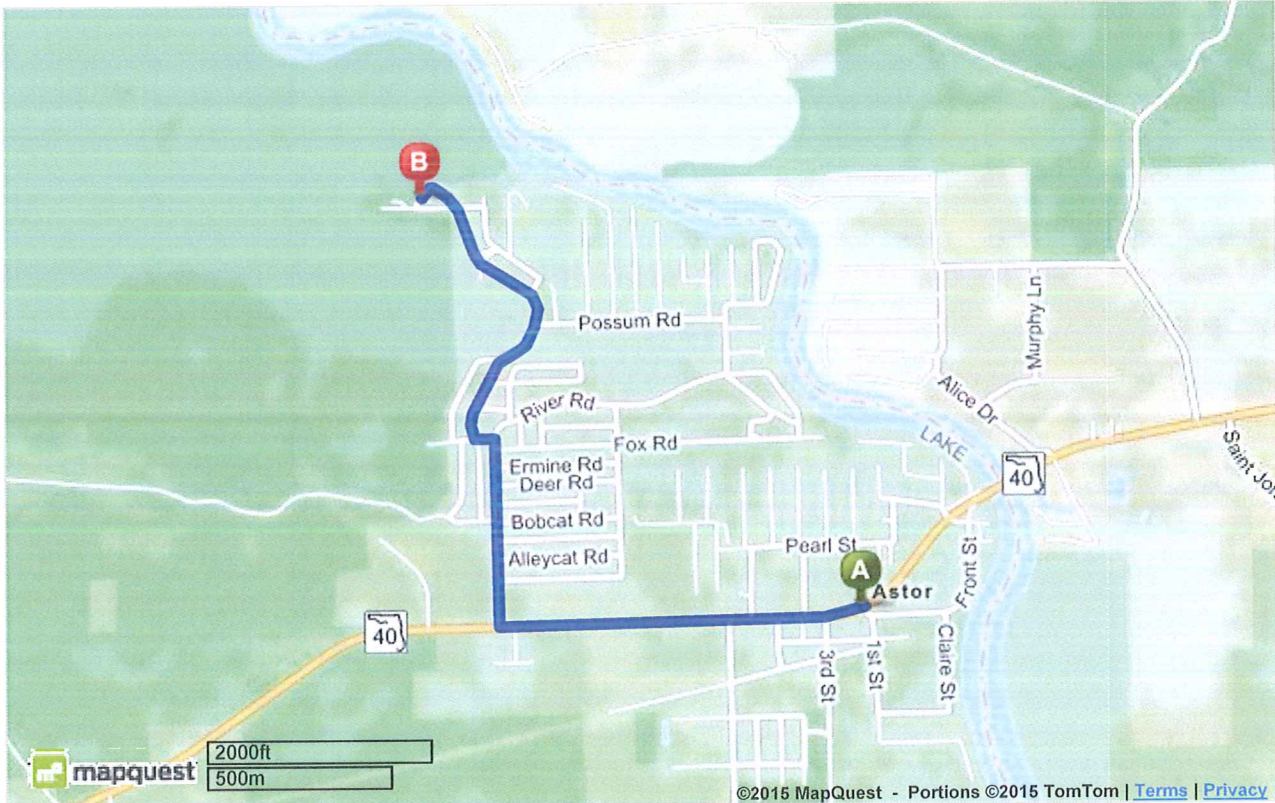 B
Possum Rd
Murphy Ln
River Rd
Alice Dr
Fox Rd
LAKE
Ermine Rd
Deer Rd
40
Saint Joh
Bobcat Rd
Pearl St
Alleycat Rd
A
Astor
Front St
40
3rd St
1st St
Claire St
2000ft
500m
mapquest
©2015 MapQuest - Portions ©2015 TomTom | Terms | Privacy